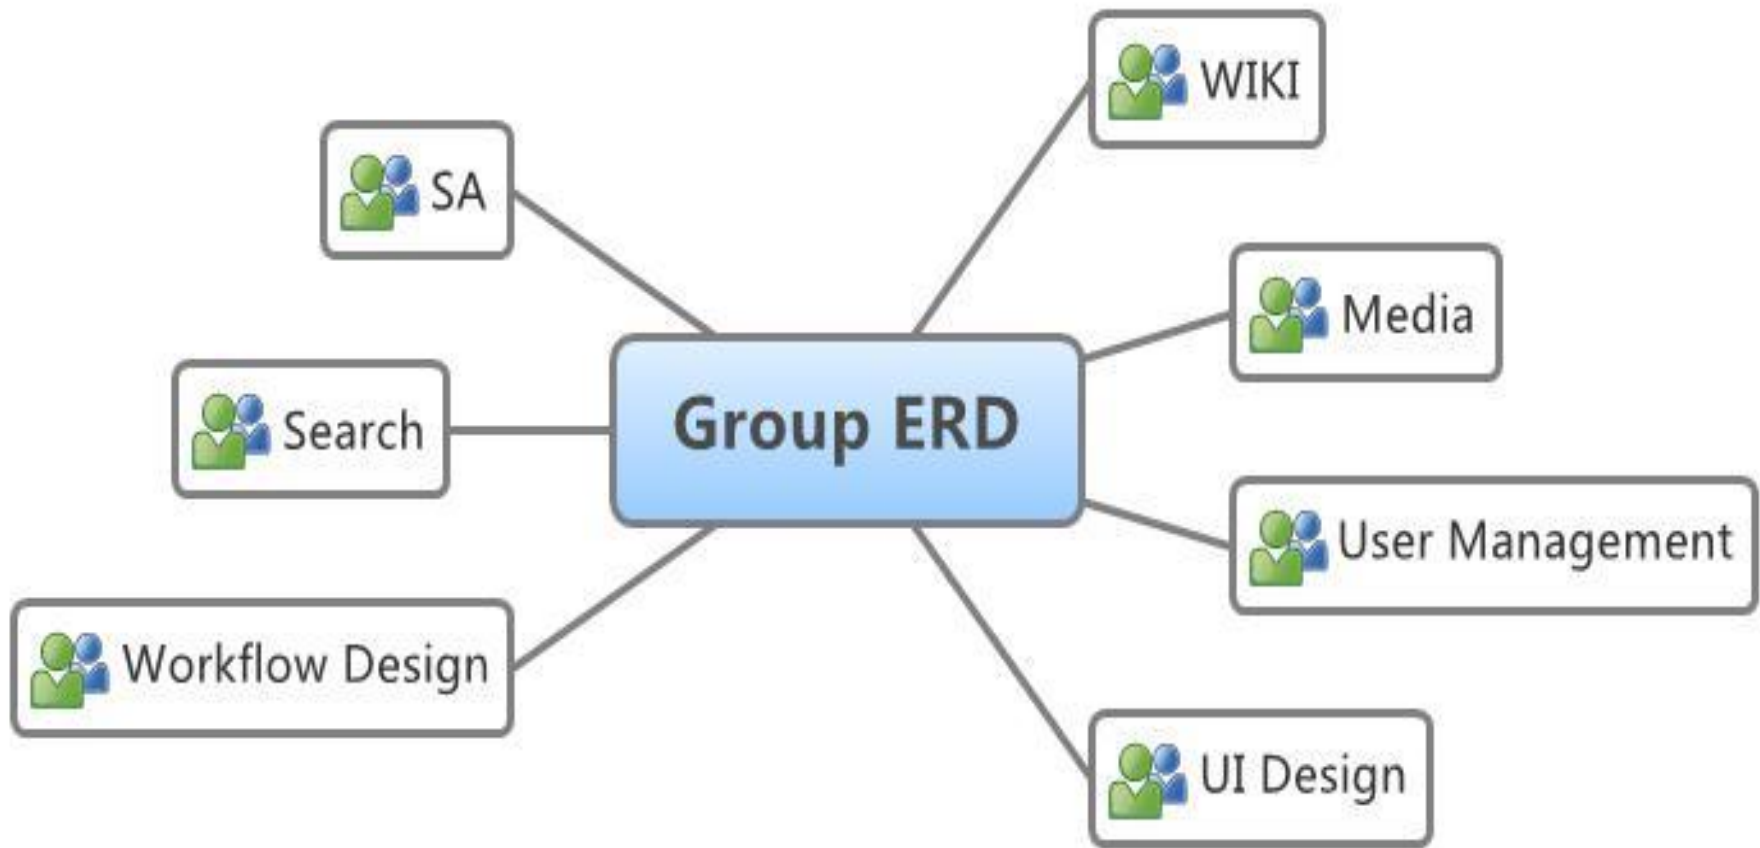 WIKI
SA
Media
Search
Group ERD
User Management
Workflow Design
UI Design